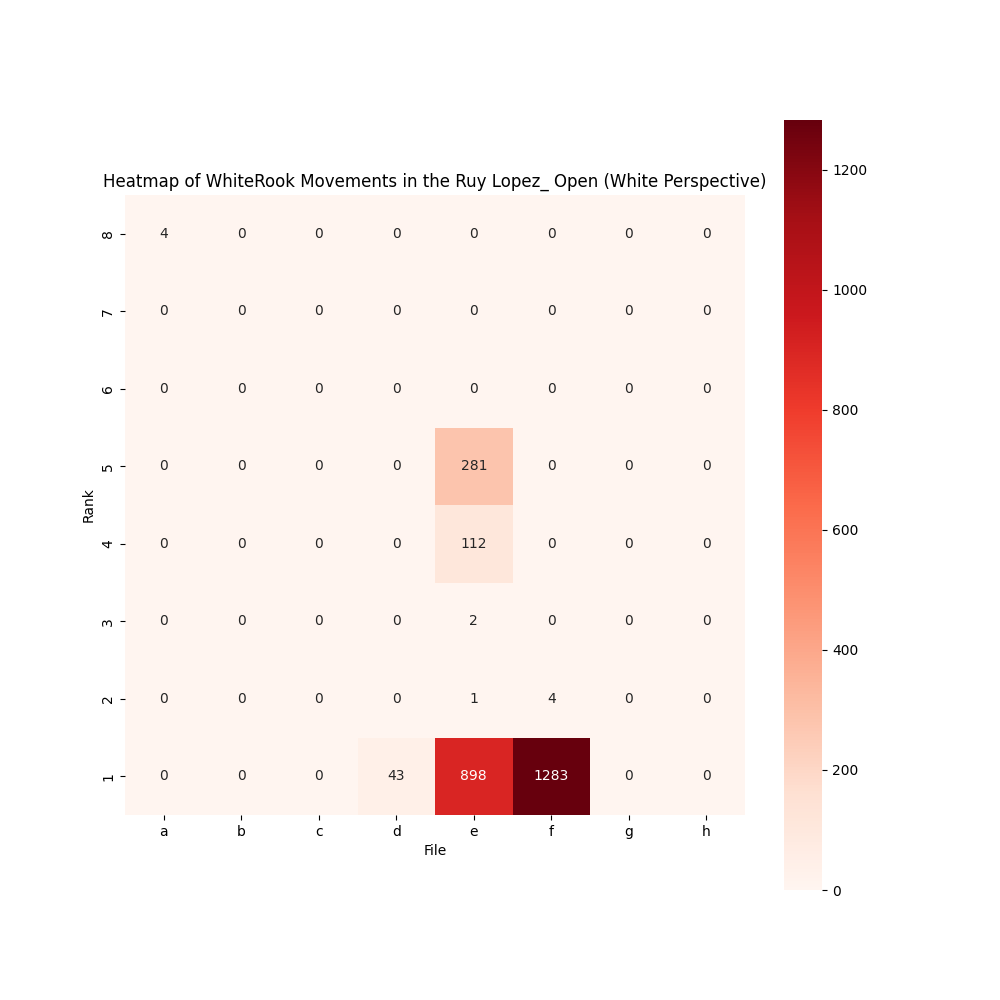 Heatmap of WhiteRook Movements in the Ruy Lopez_ Open (White Perspective)
8 4 0 0 0 0 0 0 0
7 0 0 0 0 0 0 0 0
6 0 0 0 0 0 0 0 0
5 0 0 0 0 281 0 0 0
4 0 0 0 0 112 0 0 0
3 0 0 0 0 2 0 0 0
2 0 0 0 0 1 4 0 0
1 0 0 0 43 898 1283 0 0
a b c d e f g h
File
Rank
1200
1000
800
600
400
200
0